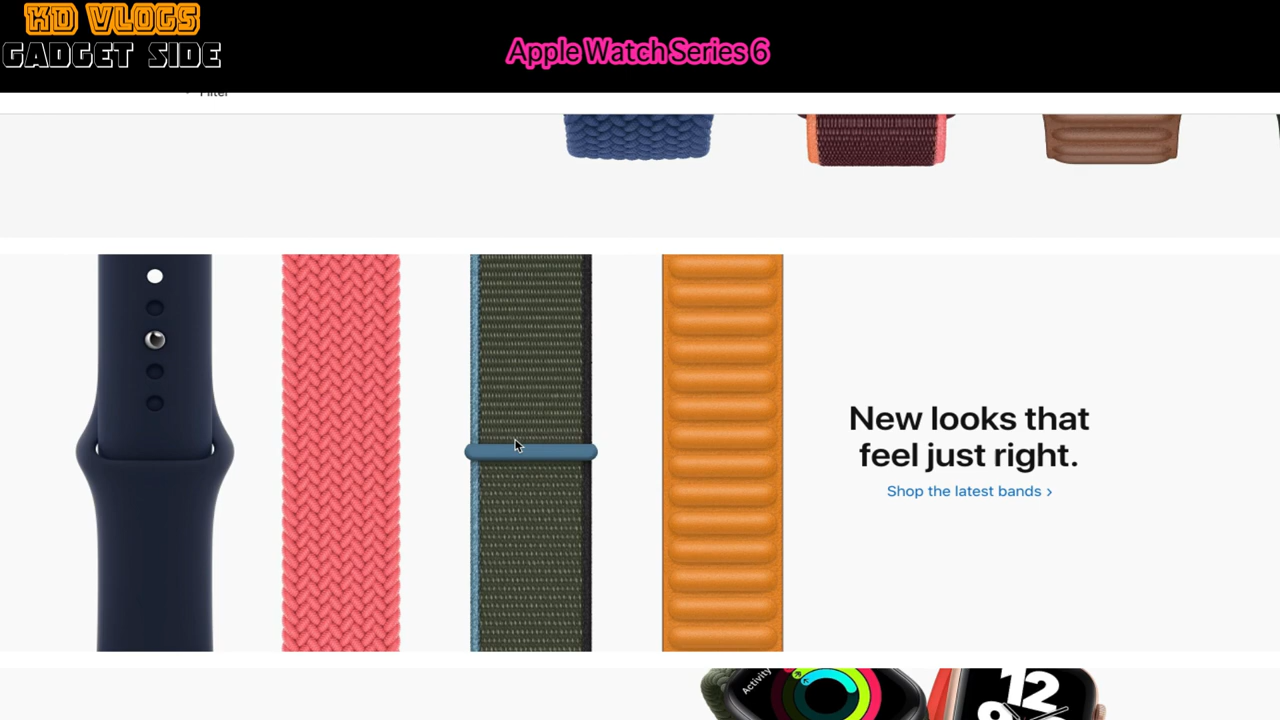 KD VLOGS
GADGET SIDE
Apple Watch Series 6
Filter
New looks that
feel just right.
Shop the latest bands >
Activity
12